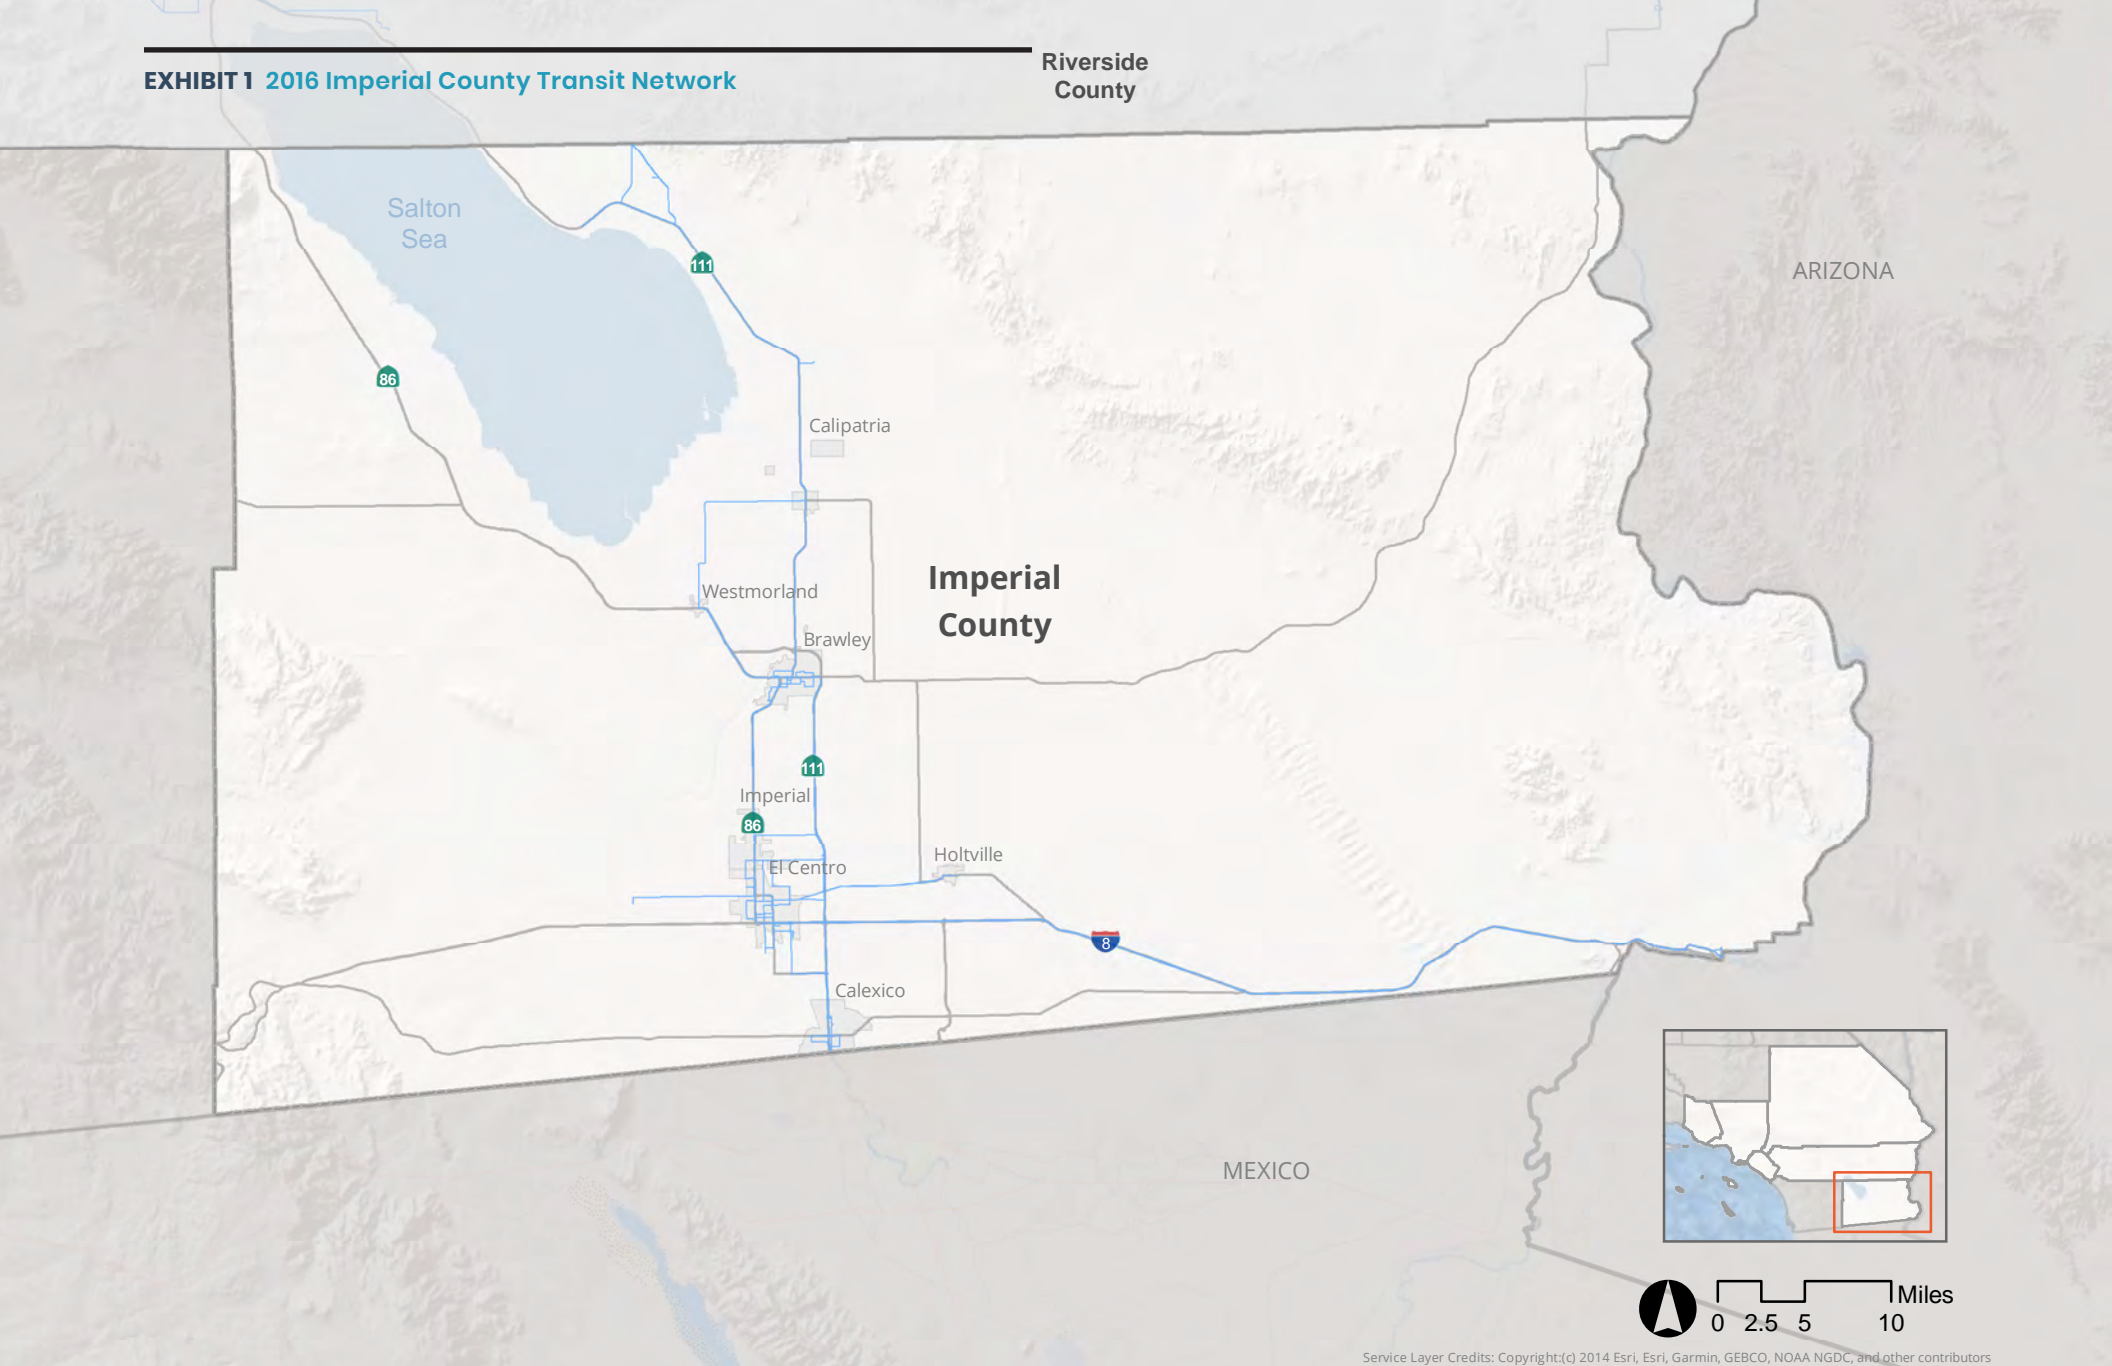 Riverside
County
EXHIBIT 1 2016 Imperial County Transit Network
Salton
Sea
111
ARIZONA
86
Calipatria
Imperial
County
Westmorland
Brawley
111
Imperial
86
El Centro
Holtville
8
Calexico
MEXICO
Miles
0 2.5 5 10
Service Layer Credits: Copyright:(c) 2014 Esri, Esri, Garmin, GEBCO, NOAA NGDC, and other contributors